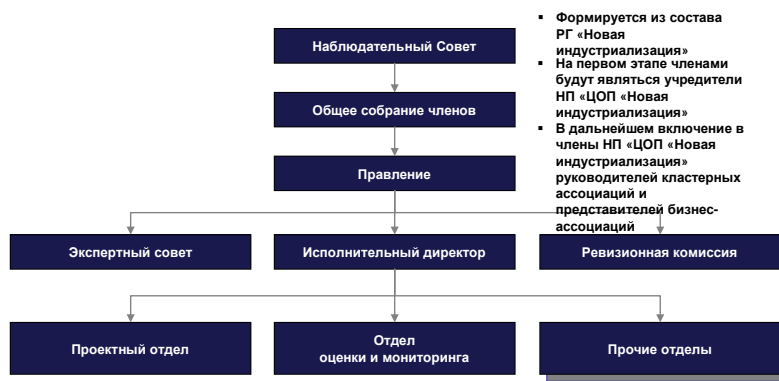 Наблюдательный Совет
▪ Формируется из состава
РГ «Новая
индустриализация»
▪ На первом этапе членами
будут являться учредители
НП «ЦОП «Новая
индустриализация»
▪ В дальнейшем включение в
члены НП «ЦОП «Новая
индустриализация»
руководителей кластерных
ассоциаций и
представителей бизнес-
ассоциаций
Общее собрание членов
Правление
Экспертный совет
Исполнительный директор
Ревизионная комиссия
Проектный отдел
Отдел
оценки и мониторинга
Прочие отделы